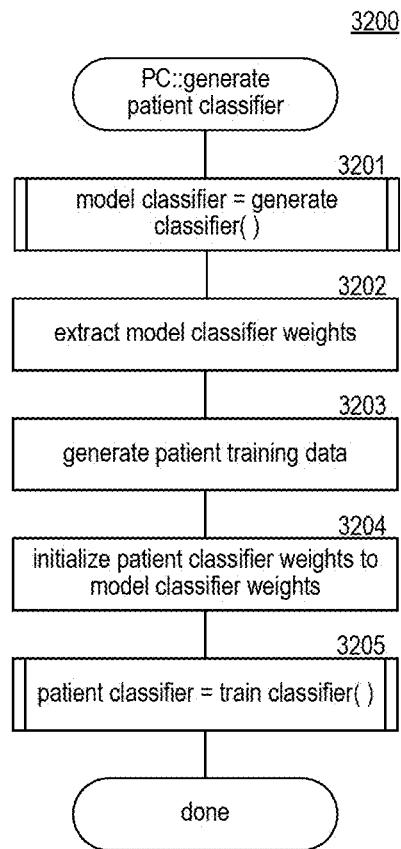 3200
PC::generate
patient classifier
3201
model classifier = generate
classifier( )
3202
extract model classifier weights
3203
generate patient training data
3204
initialize patient classifier weights to
model classifier weights
3205
patient classifier = train classifier( )
done